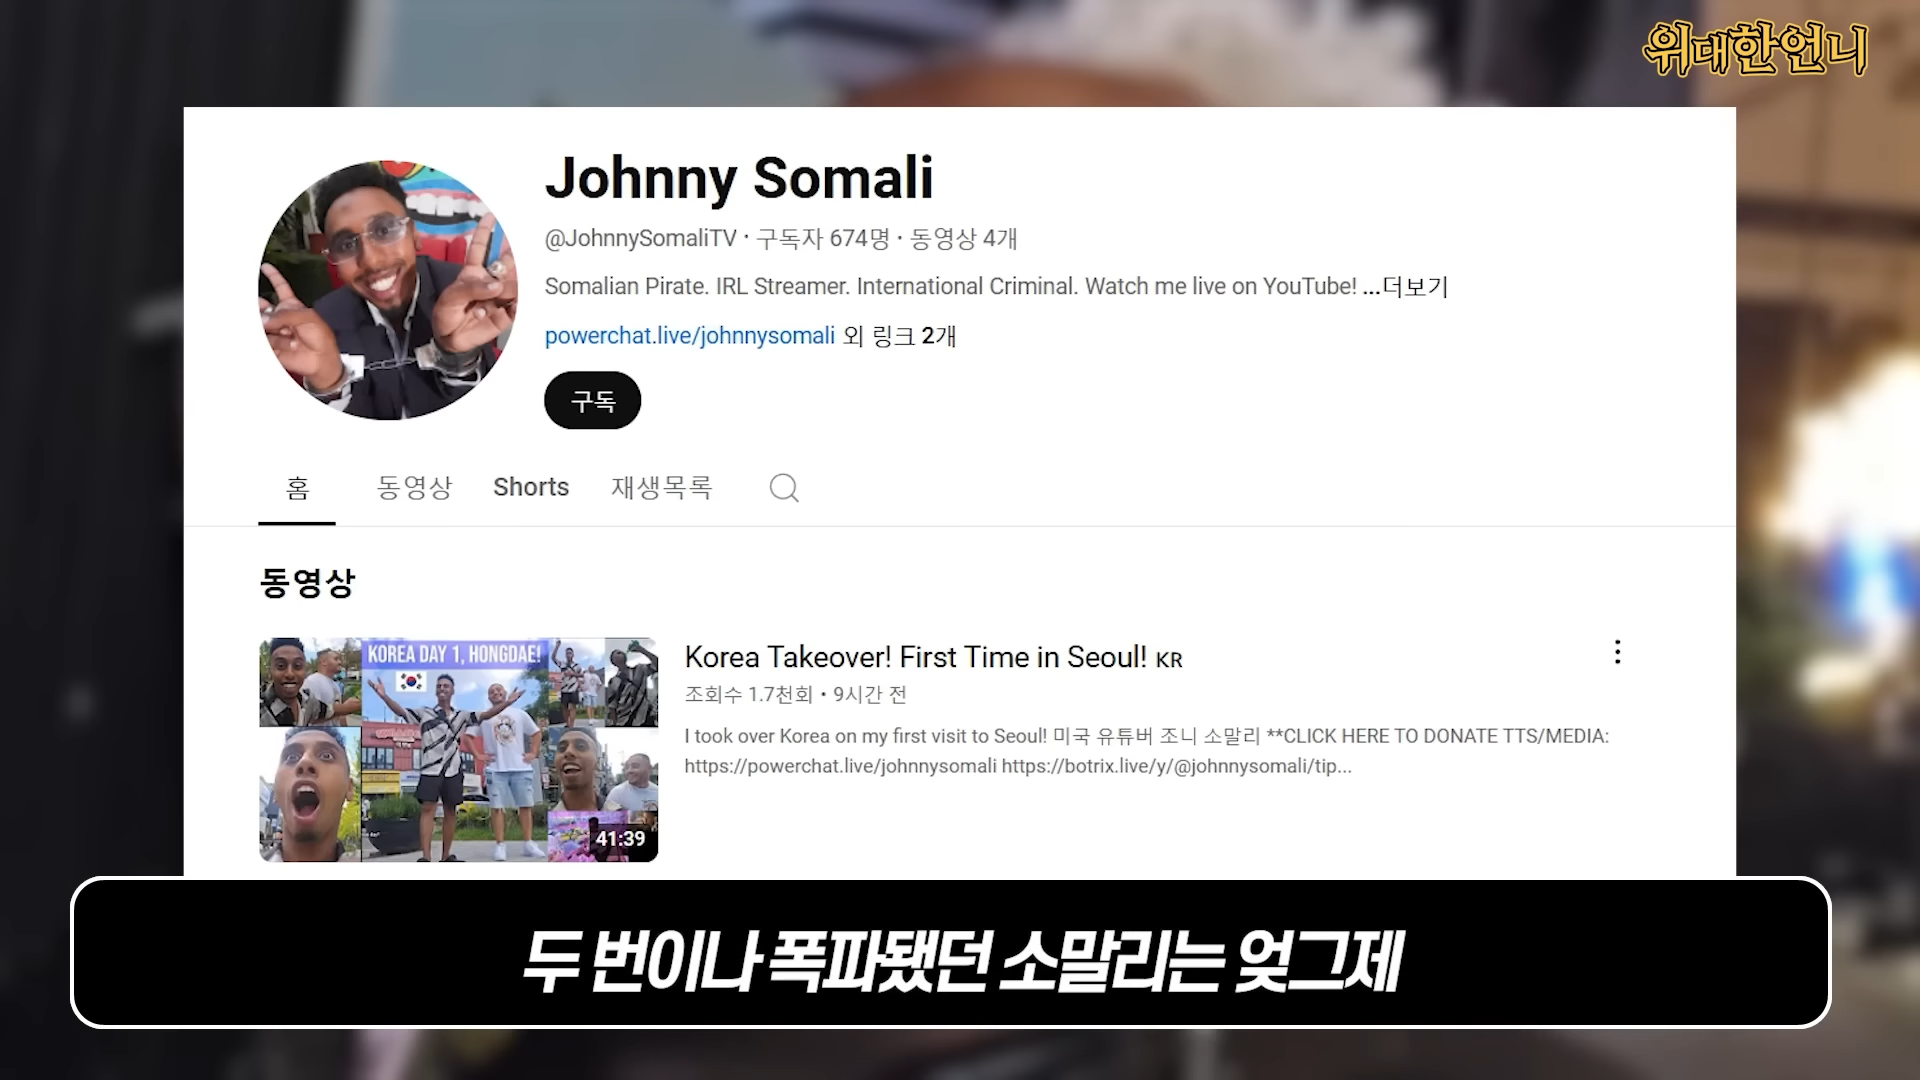 위대한언니
Johnny Somali
@JohnnySomaliTV · 구독자 674명 · 동영상 4개
Somalian Pirate. IRL Streamer. International Criminal. Watch me live on YouTube! ...더보기
powerchat.live/johnnysomali 외 링크 2개
구독
홈 동영상 Shorts 재생목록
동영상
KOREA DAY 1, HONGDAE!
41:39
Korea Takeover! First Time in Seoul! KR
조회수 1.7천회 • 9시간 전
I took over Korea on my first visit to Seoul! 미국 유튜버 조니 소말리 **CLICK HERE TO DONATE TTS/MEDIA:
https://powerchat.live/johnnysomali https://botrix.live/y/@johnnysomali/tip...
두 번이나 폭파됐던 소말리는 엊그제